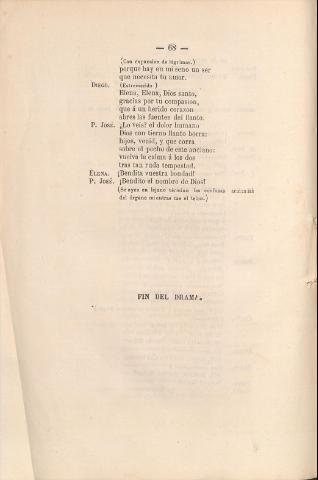 — 68 —
(Con expansion de lágrimas.)
porque hay en mi seno un ser
que necesita tu amor.
DIEGO. (Estremecido)
Elena, Elena, Dios santo,
gracias por tu compasion,
que á un herido corazon
abres las fuentes del llanto.
P. JOSÉ. ¿Lo veis? el dolor humano
Dios con tierno llanto borra:
hijos, venid, y que corra
sobre el pecho de este anciano:
vuelva la calma á los dos
tras tan ruda tempestad.
ELENA. ¡Bendita vuestra bondad!
P. JOSÉ. ¡Bendito el nombre de Dios!
(Se oyen en lejano término los confusos
del órgano mientras cae el telon.)
FIN DEL DRAMA.